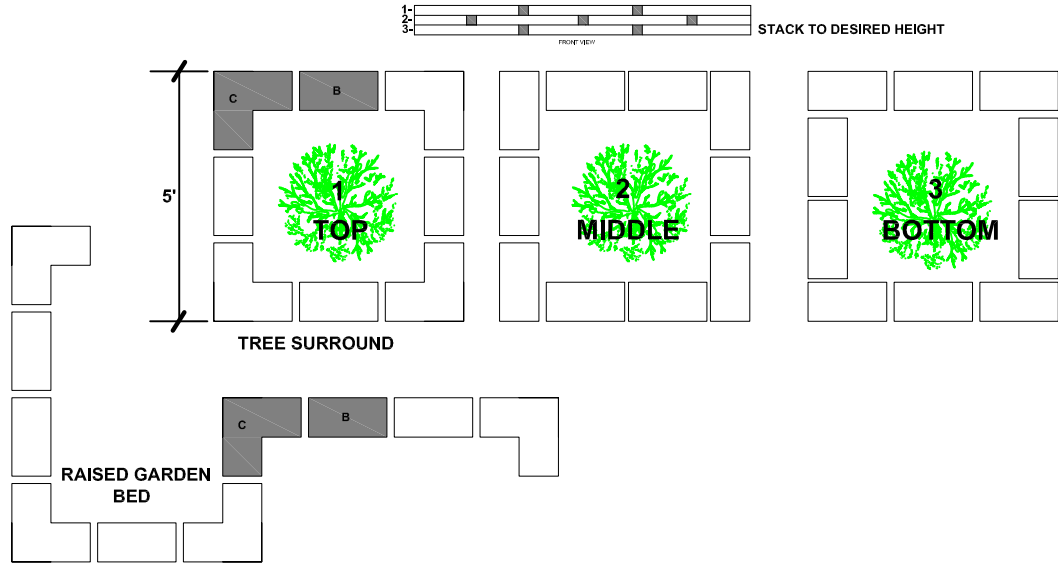 1-
2-
3-
STACK TO DESIRED HEIGHT
FRONT VIEW
C
B
5'
1
TOP
2
MIDDLE
3
BOTTOM
TREE SURROUND
C
B
RAISED GARDEN
BED